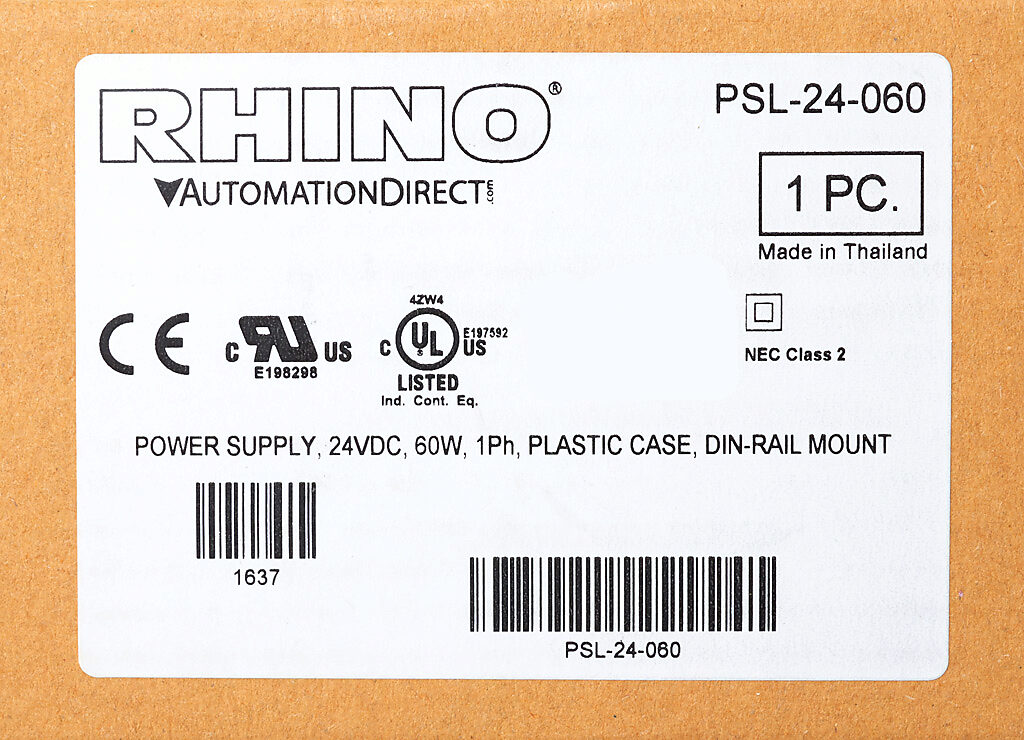 RHINO®
AUTOMATIONDIRECT.com
PSL-24-060
1 PC.
Made in Thailand
CE
C RU US
E198298
4ZW4
C UL US
E197592
LISTED
Ind. Cont. Eq.
NEC Class 2
POWER SUPPLY, 24VDC, 60W, 1Ph, PLASTIC CASE, DIN-RAIL MOUNT
1637
PSL-24-060